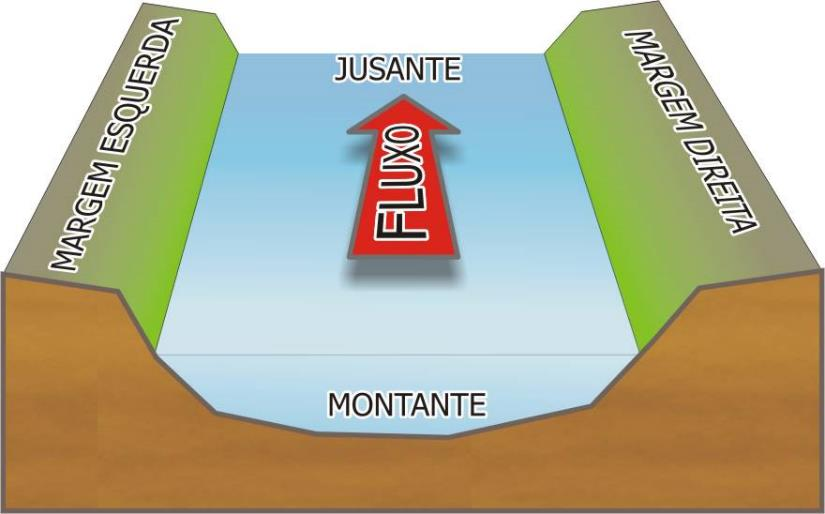 JUSANTE
MARGEM ESQUERDA
FLUXO
MARGEM DIREITA
MONTANTE